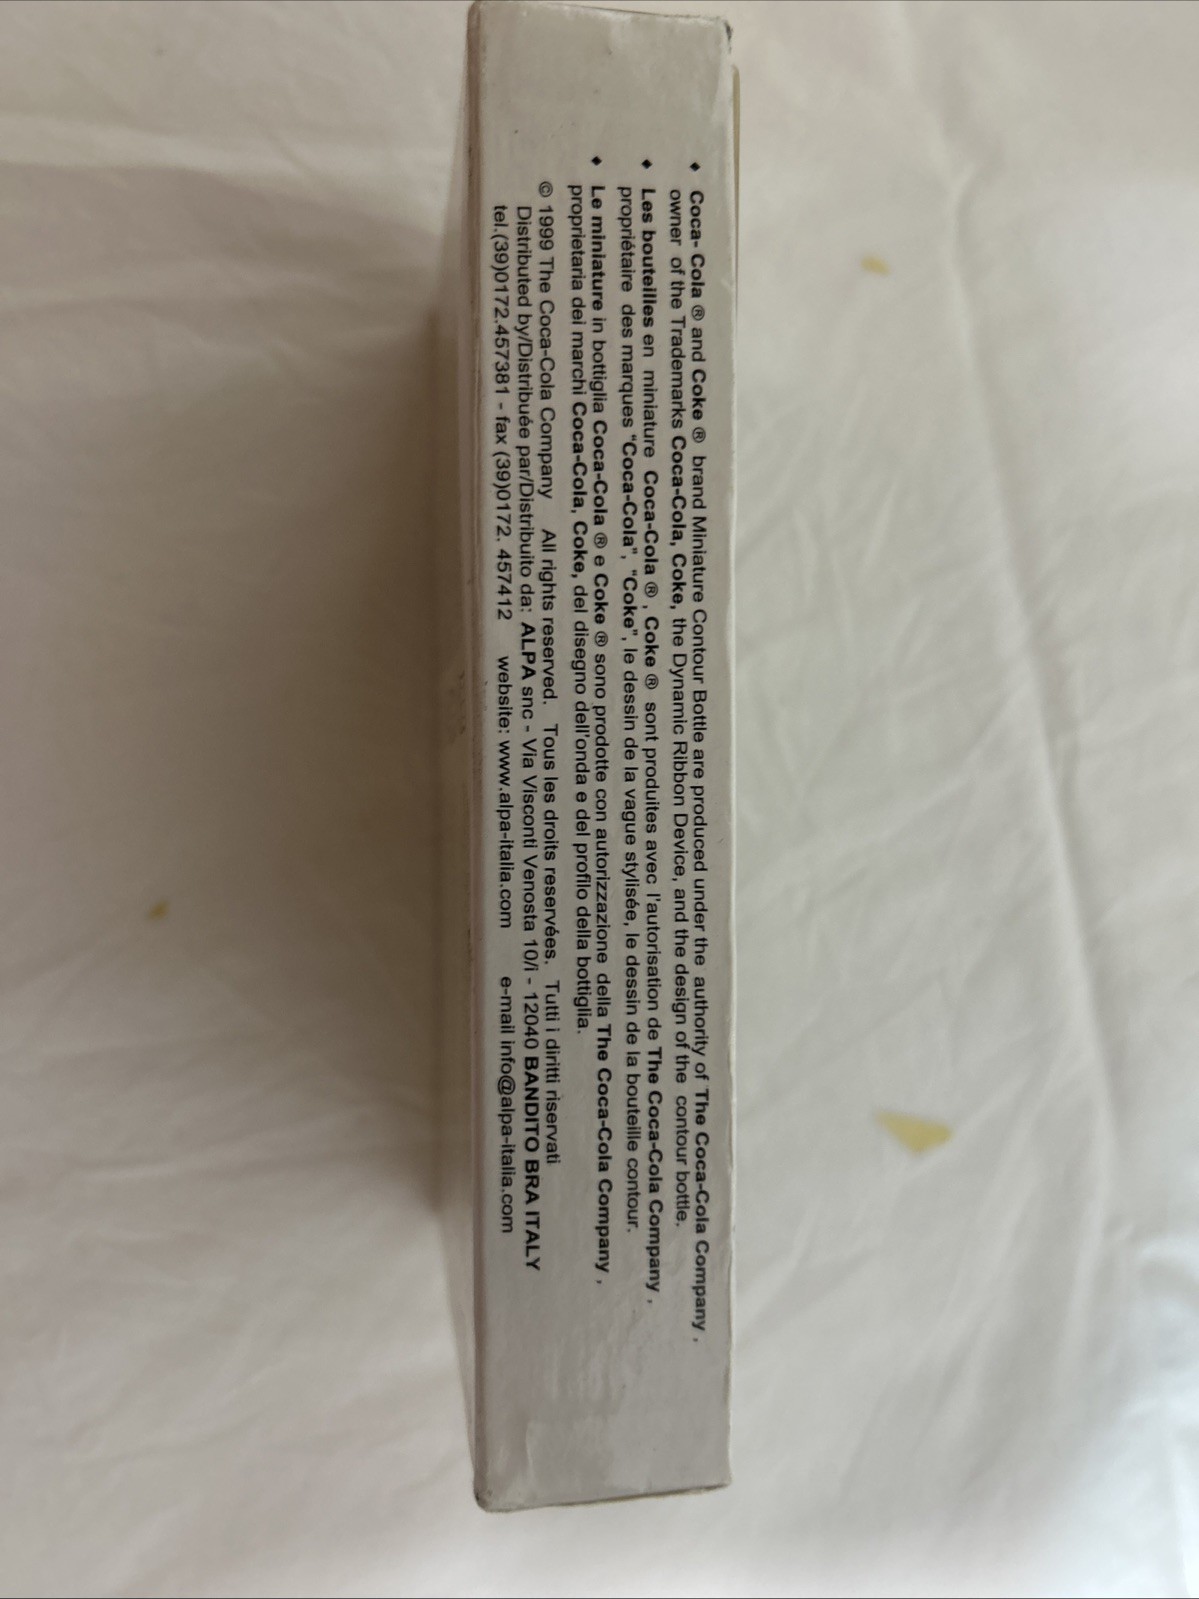 ♦ Coca- Cola ® and Coke ® brand Miniature Contour Bottle are produced under the authority of The Coca-Cola Company ,
owner of the Trademarks Coca-Cola, Coke, the Dynamic Ribbon Device, and the design of the contour bottle.
♦ Les bouteilles en miniature Coca-Cola ® , Coke ® sont produites avec l'autorisation de The Coca-Cola Company ,
propriétaire des marques "Coca-Cola", "Coke", le dessin de la vague stylisée, le dessin de la bouteille contour.
♦ Le miniature in bottiglia Coca-Cola ® e Coke ® sono prodotte con autorizzazione della The Coca-Cola Company ,
proprietaria dei marchi Coca-Cola, Coke, del disegno dell'onda e del profilo della bottiglia.
© 1999 The Coca-Cola Company All rights reserved. Tous les droits reservées. Tutti i diritti riservati
Distributed by/Distribuée par/Distribuito da: ALPA snc - Via Visconti Venosta 10/i - 12040 BANDITO BRA ITALY
tel.(39)0172.457381 - fax (39)0172. 457412 website: www.alpa-italia.com e-mail info@alpa-italia.com